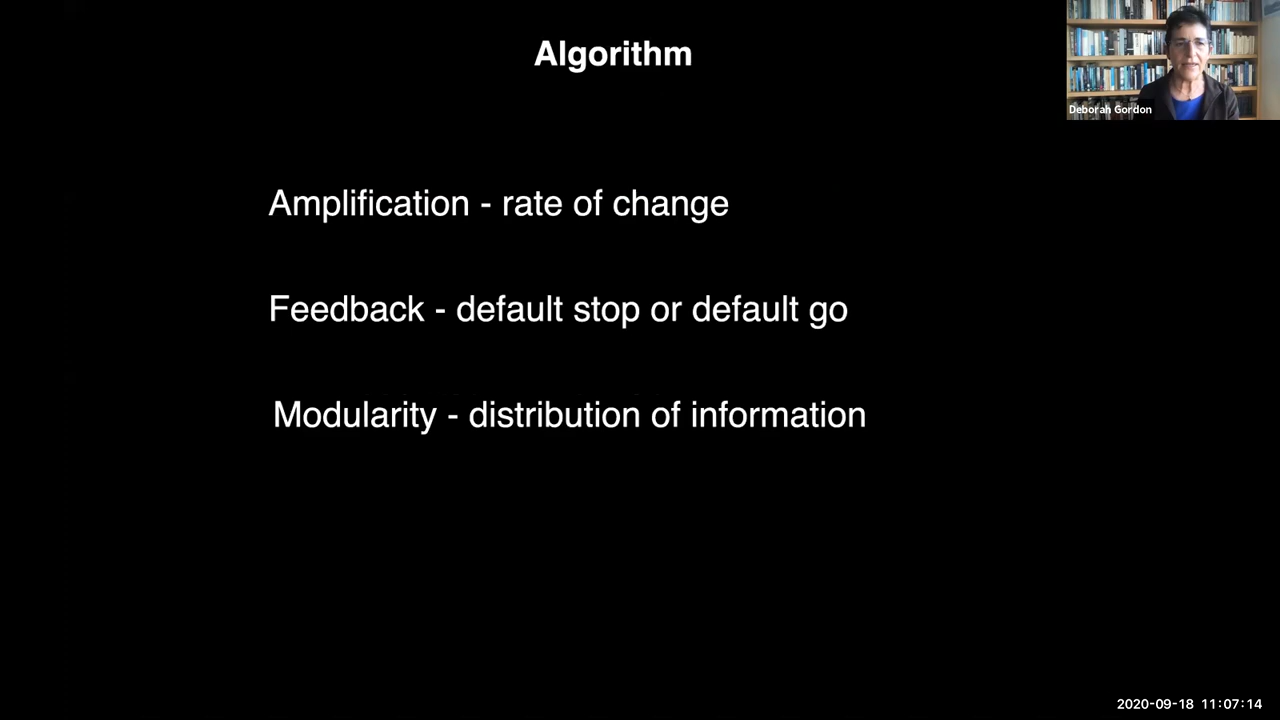 Algorithm
Deborah Gordon
Amplification - rate of change
Feedback - default stop or default go
Modularity - distribution of information
2020-09-18 11:07:14